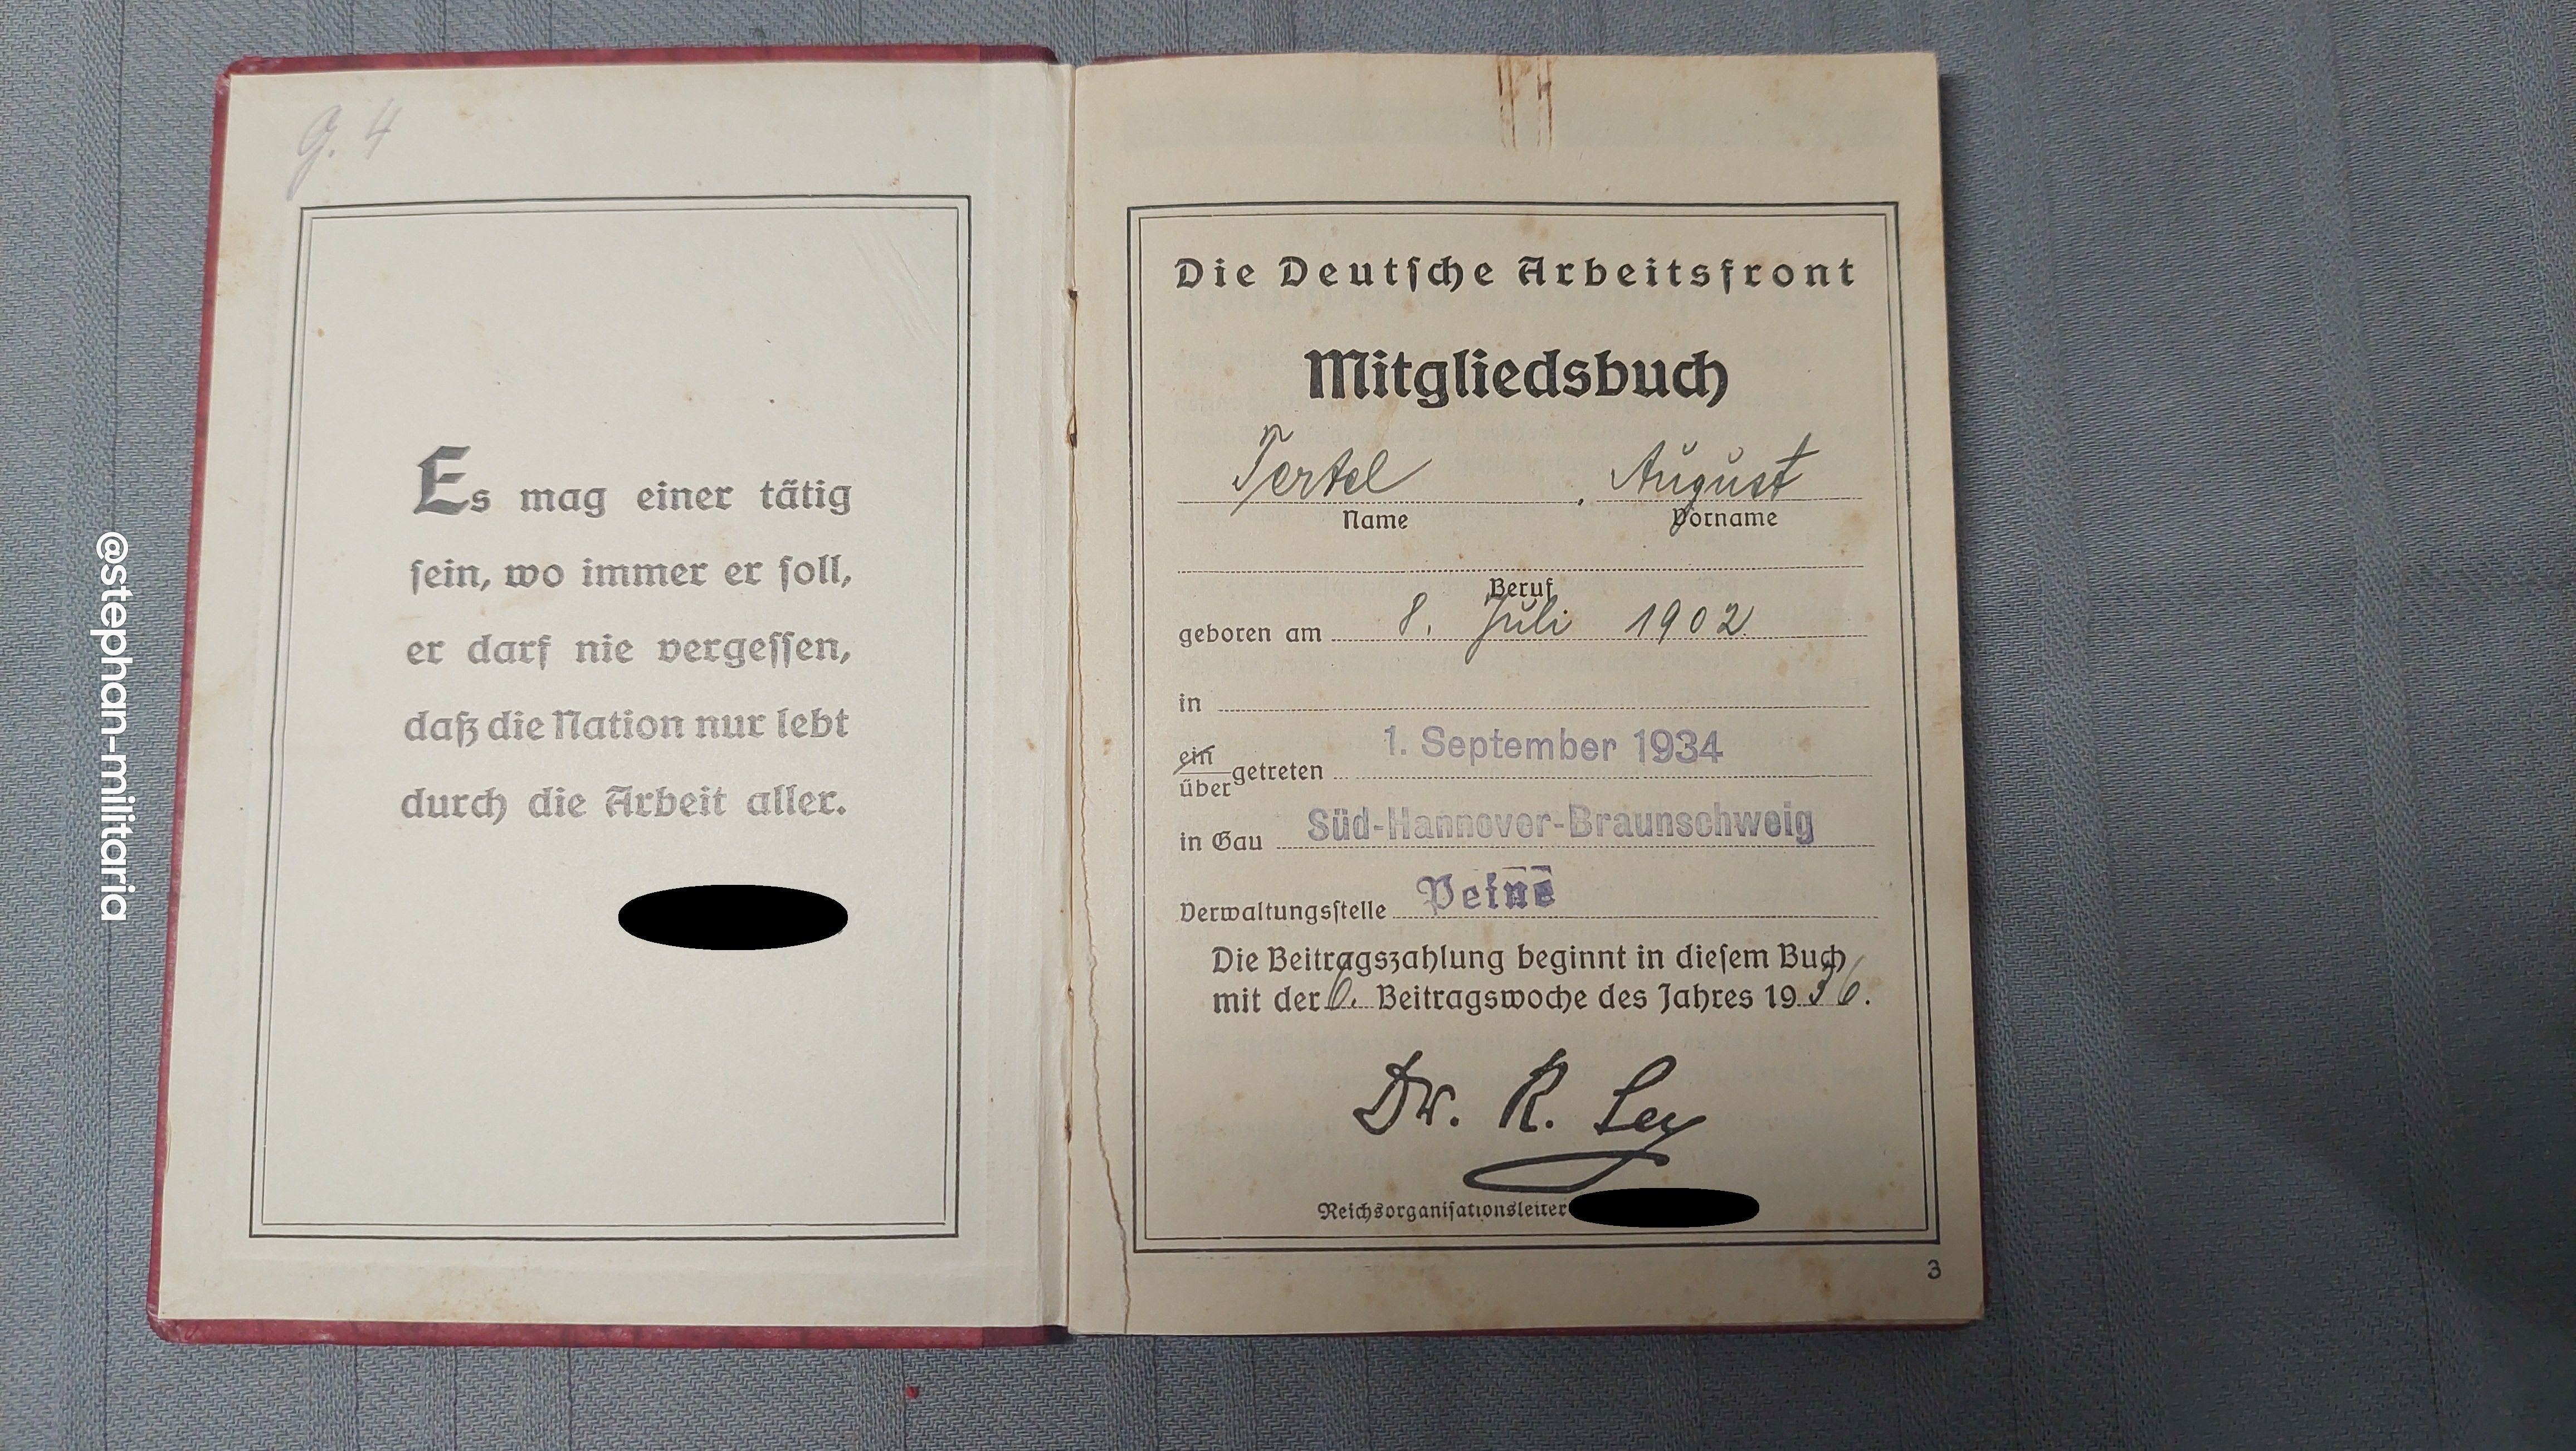 @stephan-militaria
G. 4
Es mag einer tätig
sein, wo immer er soll,
er darf nie vergessen,
daß die Nation nur lebt
durch die Arbeit aller.
Die Deutsche Arbeitsfront
Mitgliedsbuch
Tertel, August
Name Vorname
Beruf
geboren am 8. Juli 1902
in
ein
über getreten 1. September 1934
in Gau Süd-Hannover-Braunschweig
Verwaltungsstelle Peine
Die Beitragszahlung beginnt in diesem Buch
mit der 6. Beitragswoche des Jahres 1936.
Dr. R. Ley
Reichsorganisationsleiter
3